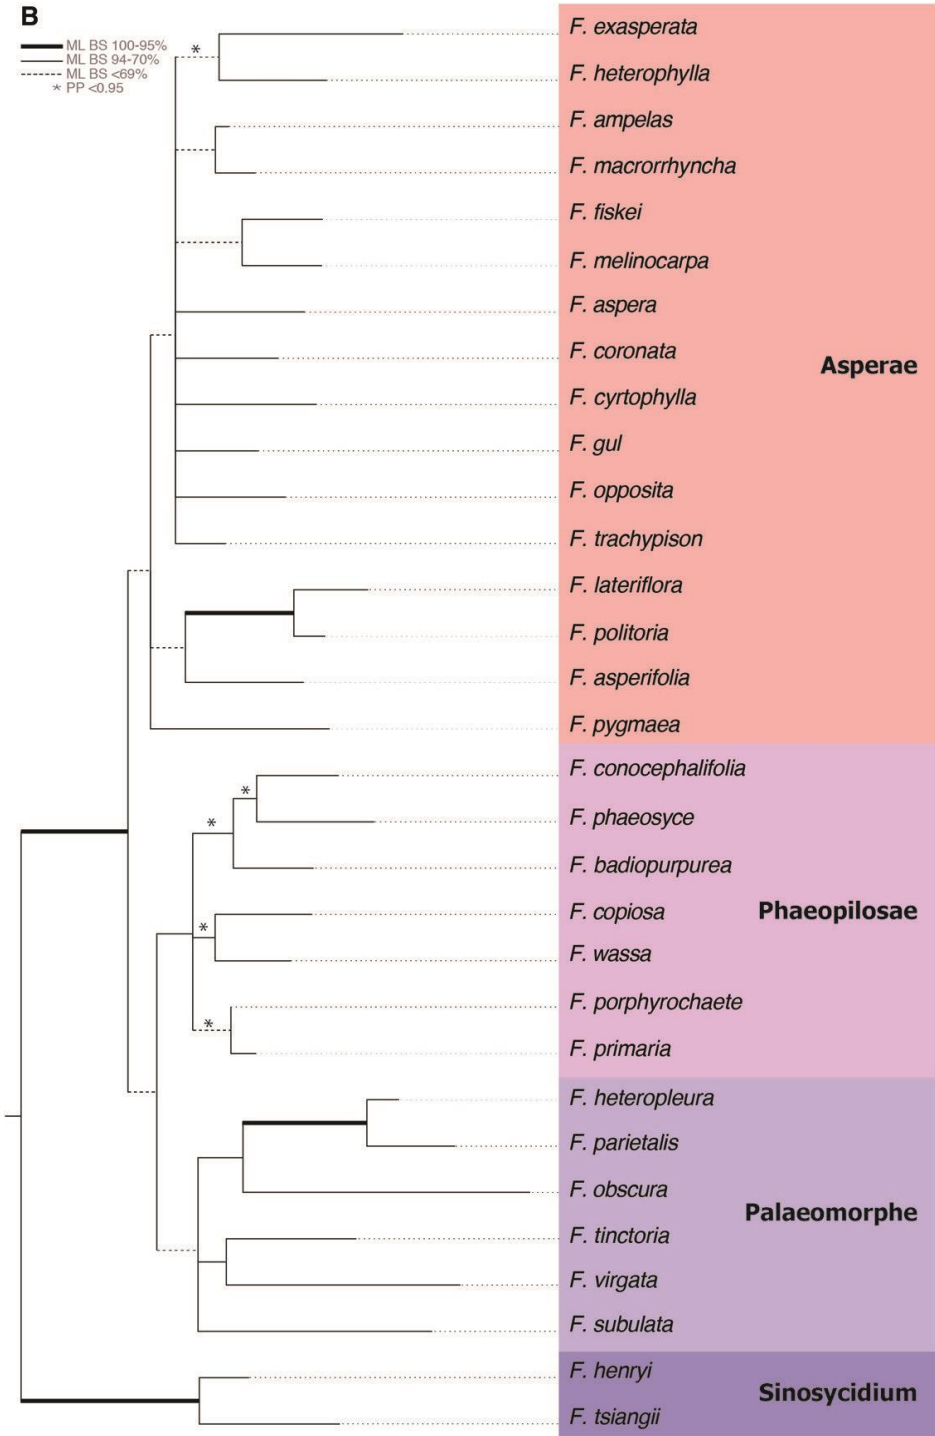 B
ML BS 100-95%
ML BS 94-70%
ML BS <69%
* PP <0.95
*
F. exasperata
F. heterophylla
F. ampelas
F. macrorrhyncha
F. fiskei
F. melinocarpa
F. aspera
F. coronata
Asperae
F. cyrtophylla
F. gul
F. opposita
F. trachypison
F. lateriflora
F. politoria
F. asperifolia
F. pygmaea
F. conocephalifolia
*
F. phaeosyce
*
F. badiopurpurea
F. copiosa
Phaeopilosae
*
F. wassa
F. porphyrochaete
*
F. primaria
F. heteropleura
F. parietalis
F. obscura
Palaeomorphe
F. tinctoria
F. virgata
F. subulata
F. henryi
Sinosycidium
F. tsiangii